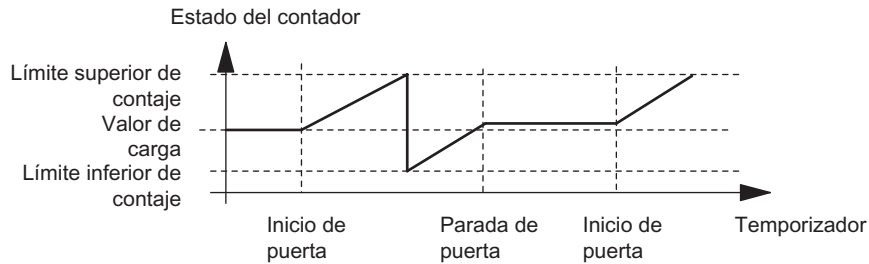 Estado del contador
Límite superior de
contaje
Valor de
carga
Límite inferior de
contaje
Inicio de
puerta
Parada de
puerta
Inicio de
puerta
Temporizador